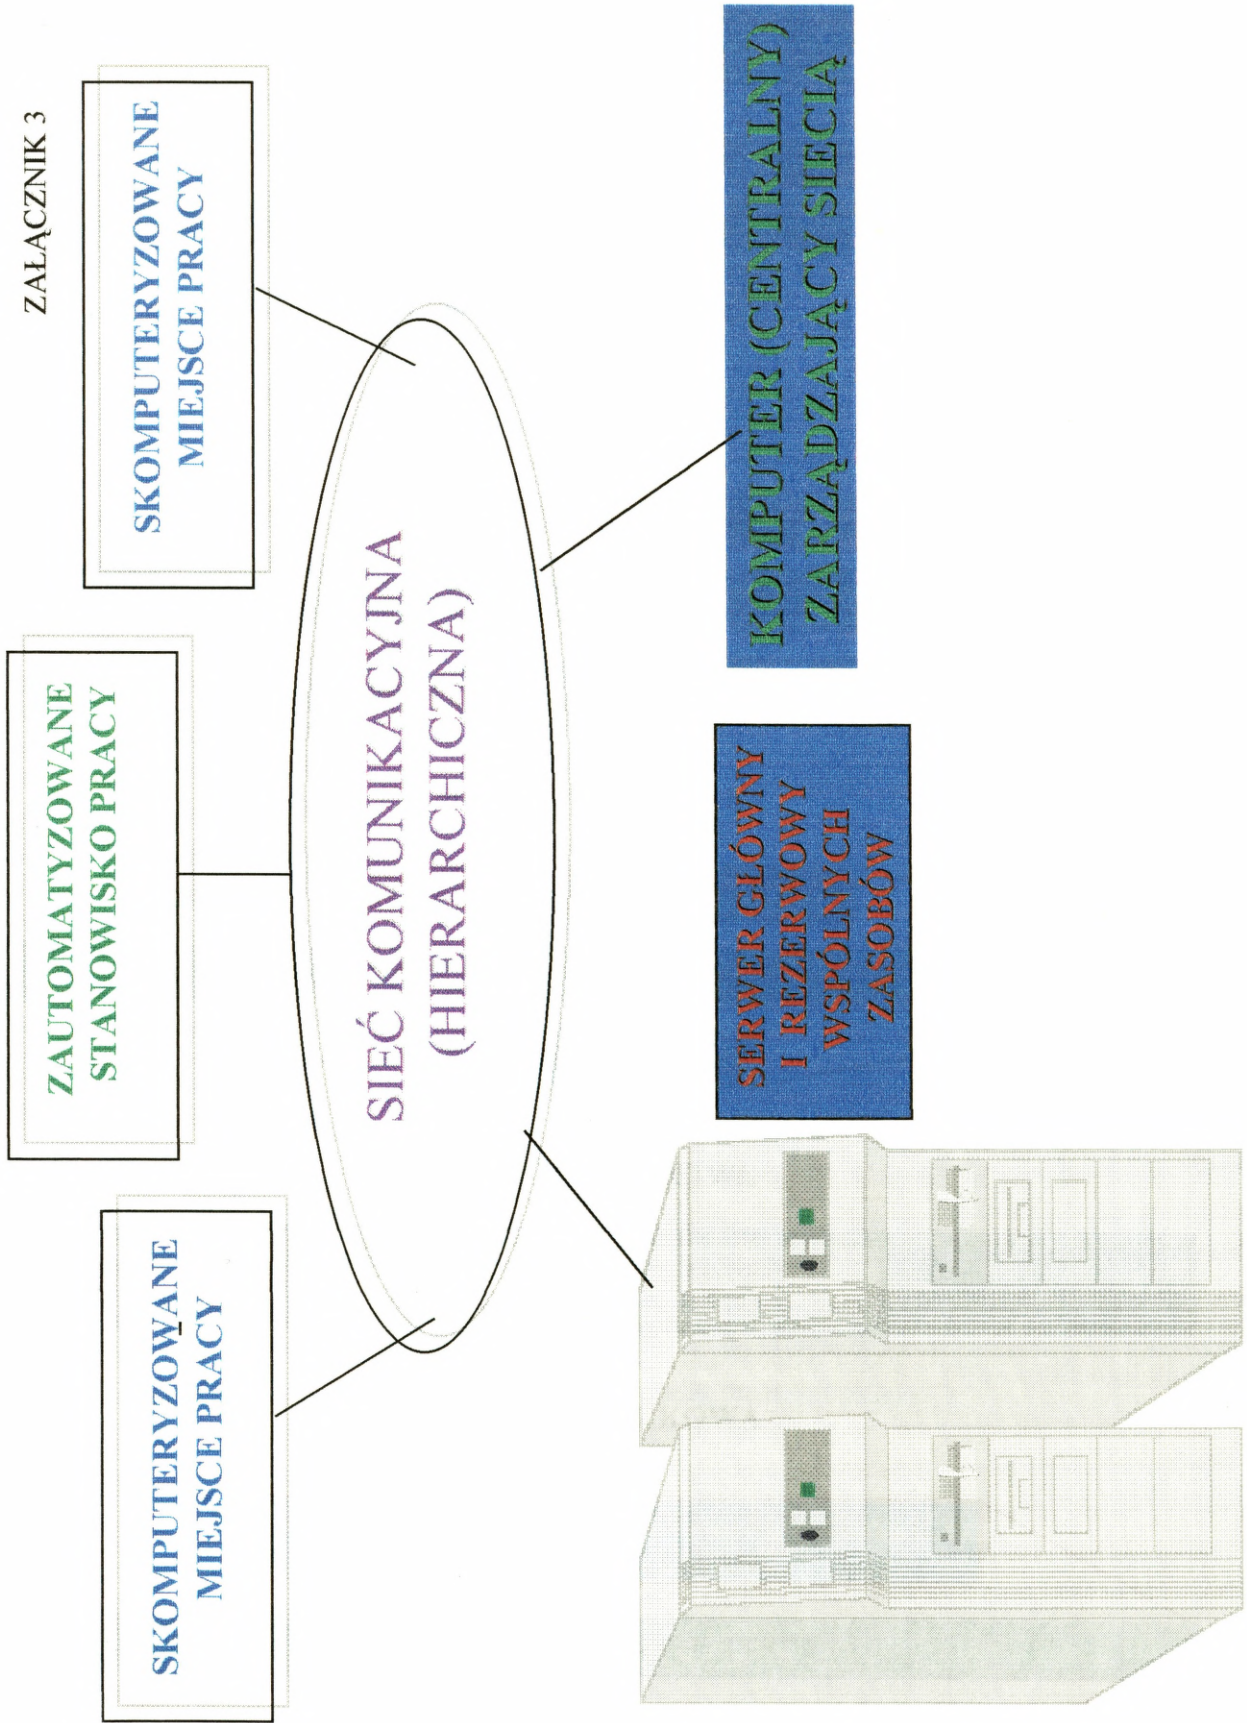 ZAŁĄCZNIK 3
SKOMPUTERYZOWANE
MIEJSCE PRACY
ZAUTOMATYZOWANE
STANOWISKO PRACY
SKOMPUTERYZOWANE
MIEJSCE PRACY
SIEĆ KOMUNIKACYJNA
(HIERARCHICZNA)
SERWER GŁÓWNY
I REZERWOWY
WSPÓLNYCH
ZASOBÓW
KOMPUTER (CENTRALNY)
ZARZĄDZAJĄCY SIECIĄ